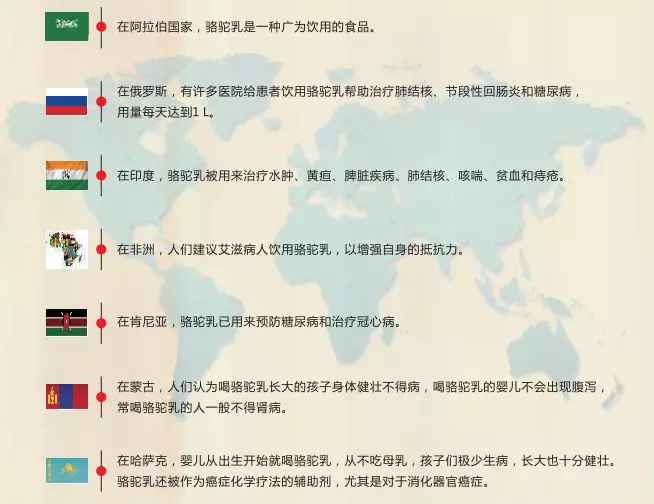 在阿拉伯国家，骆驼乳是一种广为饮用的食品。
在俄罗斯，有许多医院给患者饮用骆驼乳帮助治疗肺结核、节段性回肠炎和糖尿病，
用量每天达到1 L。
在印度，骆驼乳被用来治疗水肿、黄疸、脾脏疾病、肺结核、咳喘、贫血和痔疮。
在非洲，人们建议艾滋病人饮用骆驼乳，以增强自身的抵抗力。
在肯尼亚，骆驼乳已用来预防糖尿病和治疗冠心病。
在蒙古，人们认为喝骆驼乳长大的孩子身体健壮不得病，喝骆驼乳的婴儿不会出现腹泻，
常喝骆驼乳的人一般不得肾病。
在哈萨克，婴儿从出生开始就喝骆驼乳，从不吃母乳，孩子们极少生病，长大也十分健壮。
骆驼乳还被作为癌症化学疗法的辅助剂，尤其是对于消化器官癌症。